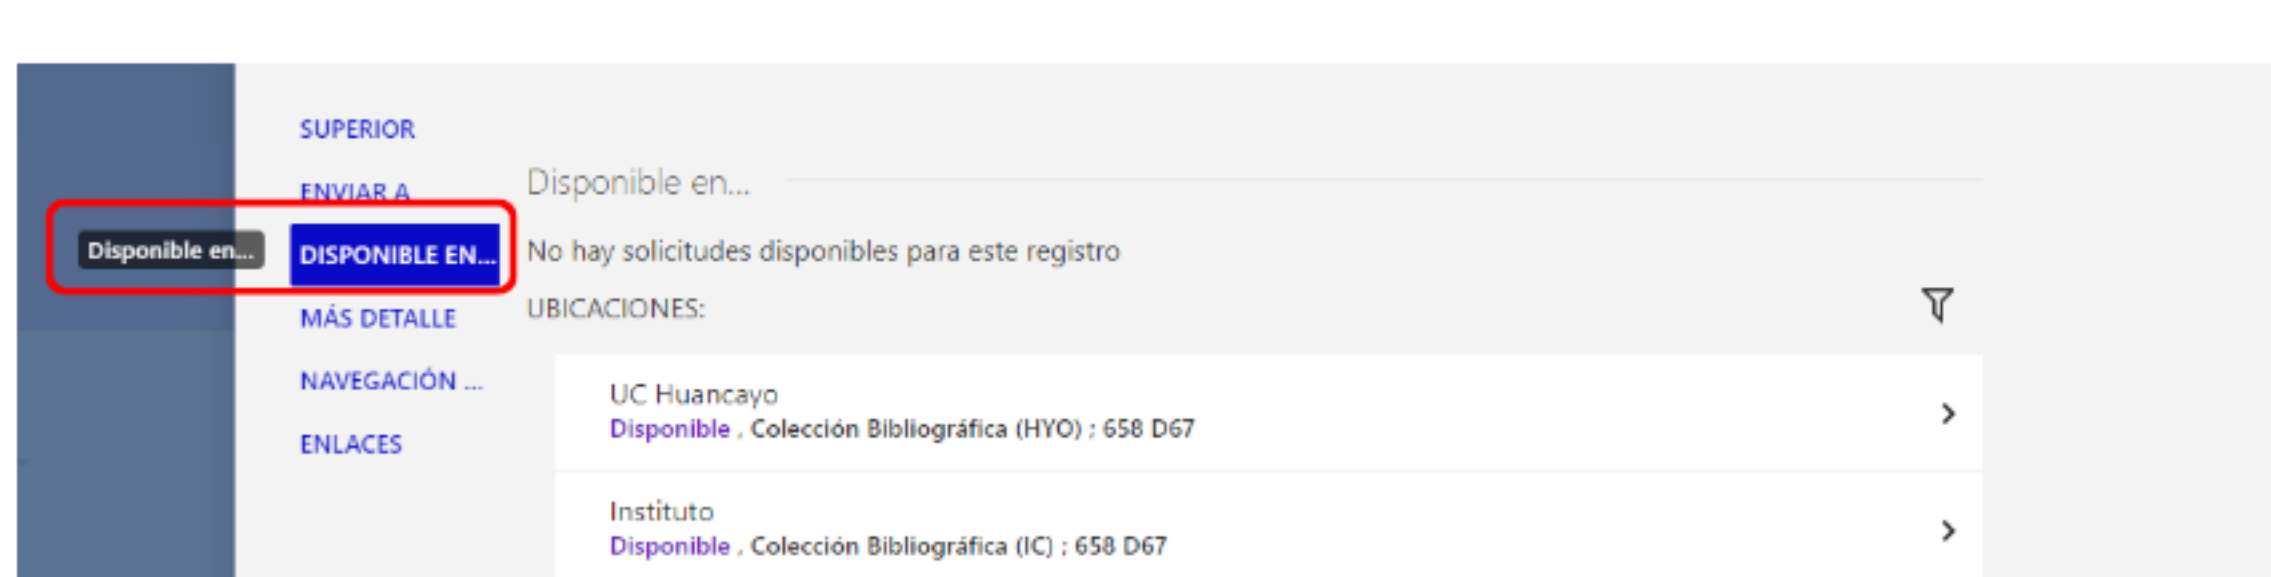 SUPERIOR
ENVIAR A
Disponible en...
DISPONIBLE EN...
MÁS DETALLE
NAVEGACIÓN ...
ENLACES
Disponible en...
No hay solicitudes disponibles para este registro
UBICACIONES:
UC Huancayo
Disponible , Colección Bibliográfica (HYO) ; 658 D67
Instituto
Disponible , Colección Bibliográfica (IC) ; 658 D67